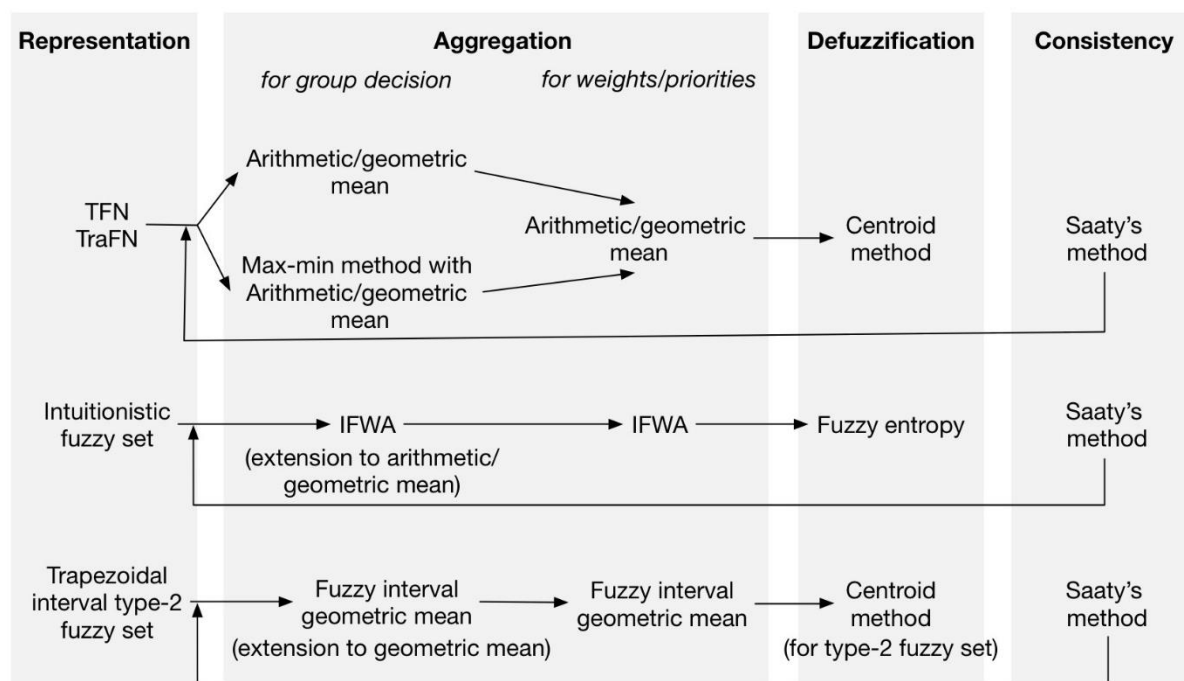 Representation
Aggregation
Defuzzification
Consistency
for group decision
for weights/priorities
TFN
TraFN
Arithmetic/geometric
mean
Max-min method with
Arithmetic/geometric
mean
Arithmetic/geometric
mean
Centroid
method
Saaty's
method
Intuitionistic
fuzzy set
IFWA
(extension to arithmetic/
geometric mean)
IFWA
Fuzzy entropy
Saaty's
method
Trapezoidal
interval type-2
fuzzy set
Fuzzy interval
geometric mean
(extension to geometric mean)
Fuzzy interval
geometric mean
Centroid
method
(for type-2 fuzzy set)
Saaty's
method